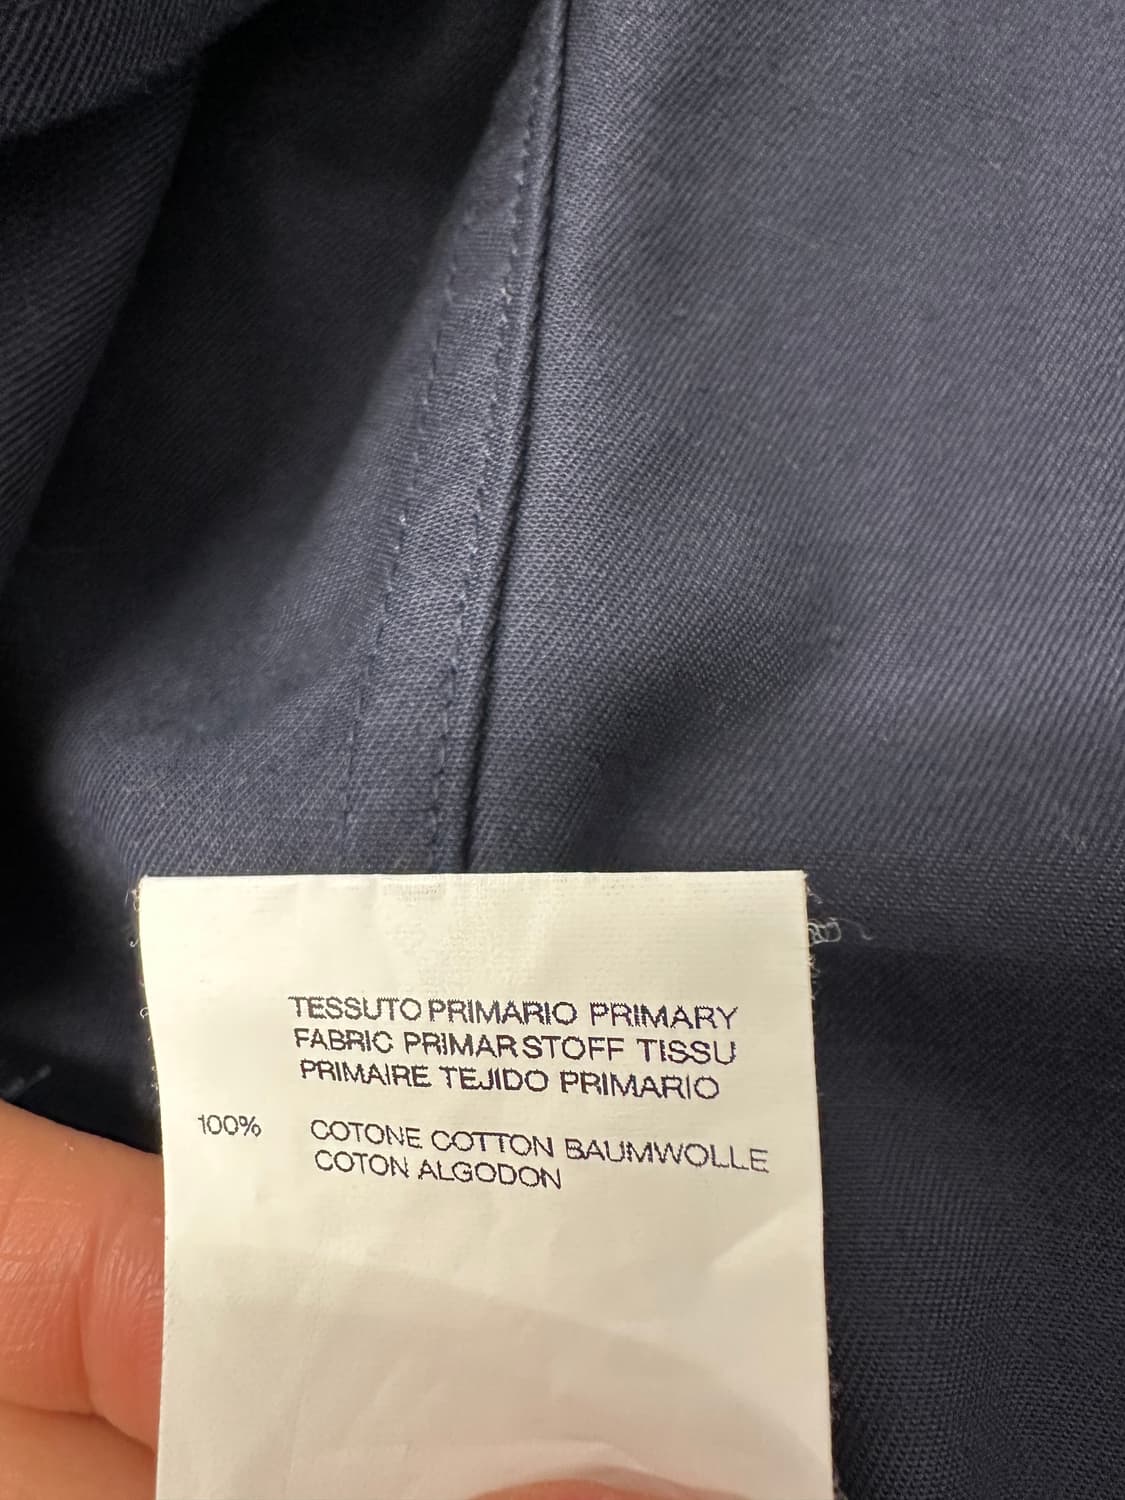 TESSUTO PRIMARIO PRIMARY
FABRIC PRIMARSTOFF TISSU
PRIMAIRE TEJIDO PRIMARIO
100% COTONE COTTON BAUMWOLLE
COTON ALGODON